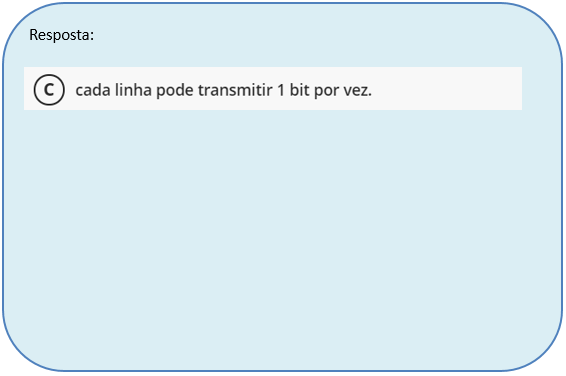 Resposta:
C cada linha pode transmitir 1 bit por vez.